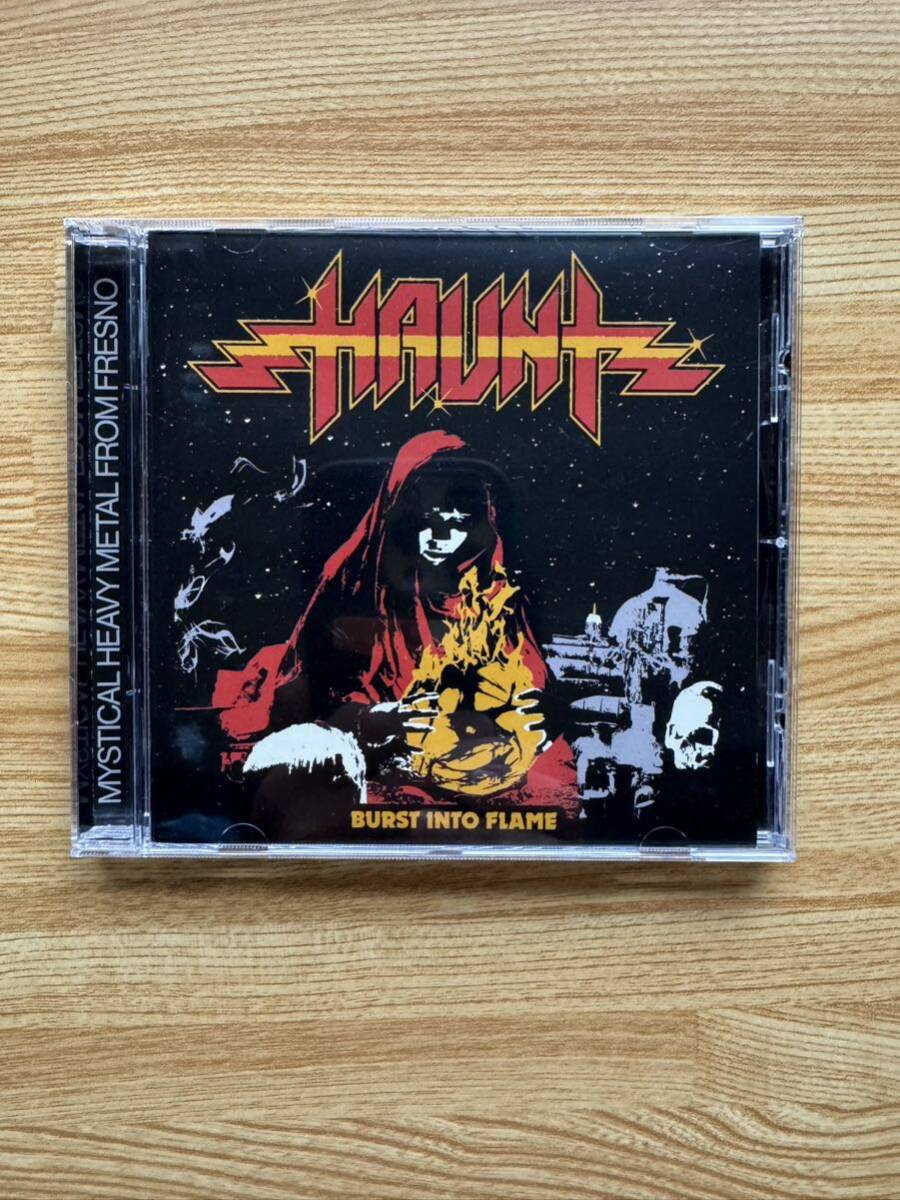 MYSTICAL HEAVY METAL FROM FRESNO
HAUNT
BURST INTO FLAME